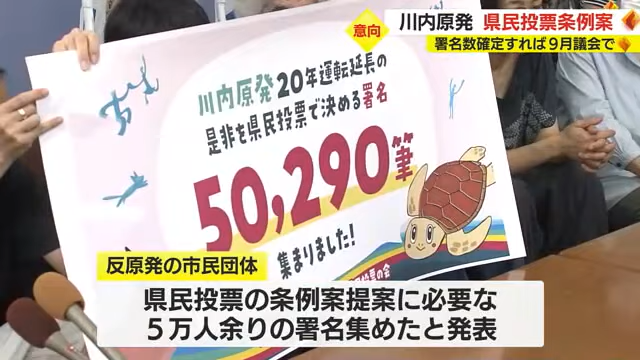 意向
川内原発 県民投票条例案
署名数確定すれば9月議会で
川内原発20年運転延長の
是非を県民投票で決める署名
50,290筆
集まりました!
民投票の会
反原発の市民団体
県民投票の条例案提案に必要な
5万人余りの署名集めたと発表